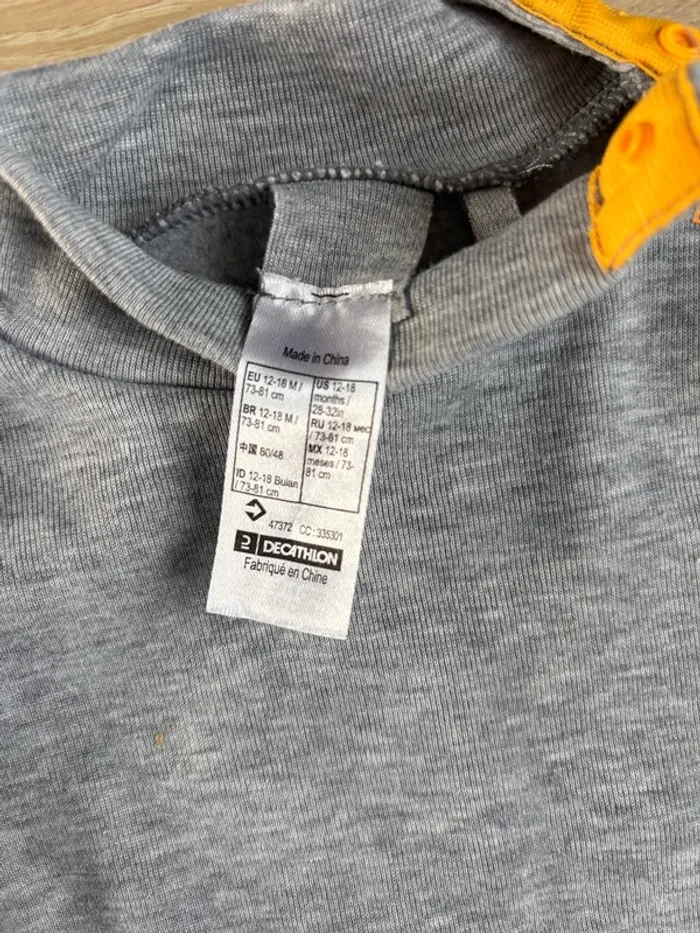 Made in China
EU 12-18 M /
73-81 cm
BR 12-18 M /
73-81 cm
中国 80/48
ID 12-18 Bulan
/ 73-81 cm
US 12-18
months /
28-32in
RU 12-18 мес
/ 73-81 cm
MX 12-18
meses / 73-
81 cm
47372 CC: 335301
DECATHLON
Fabriqué en Chine